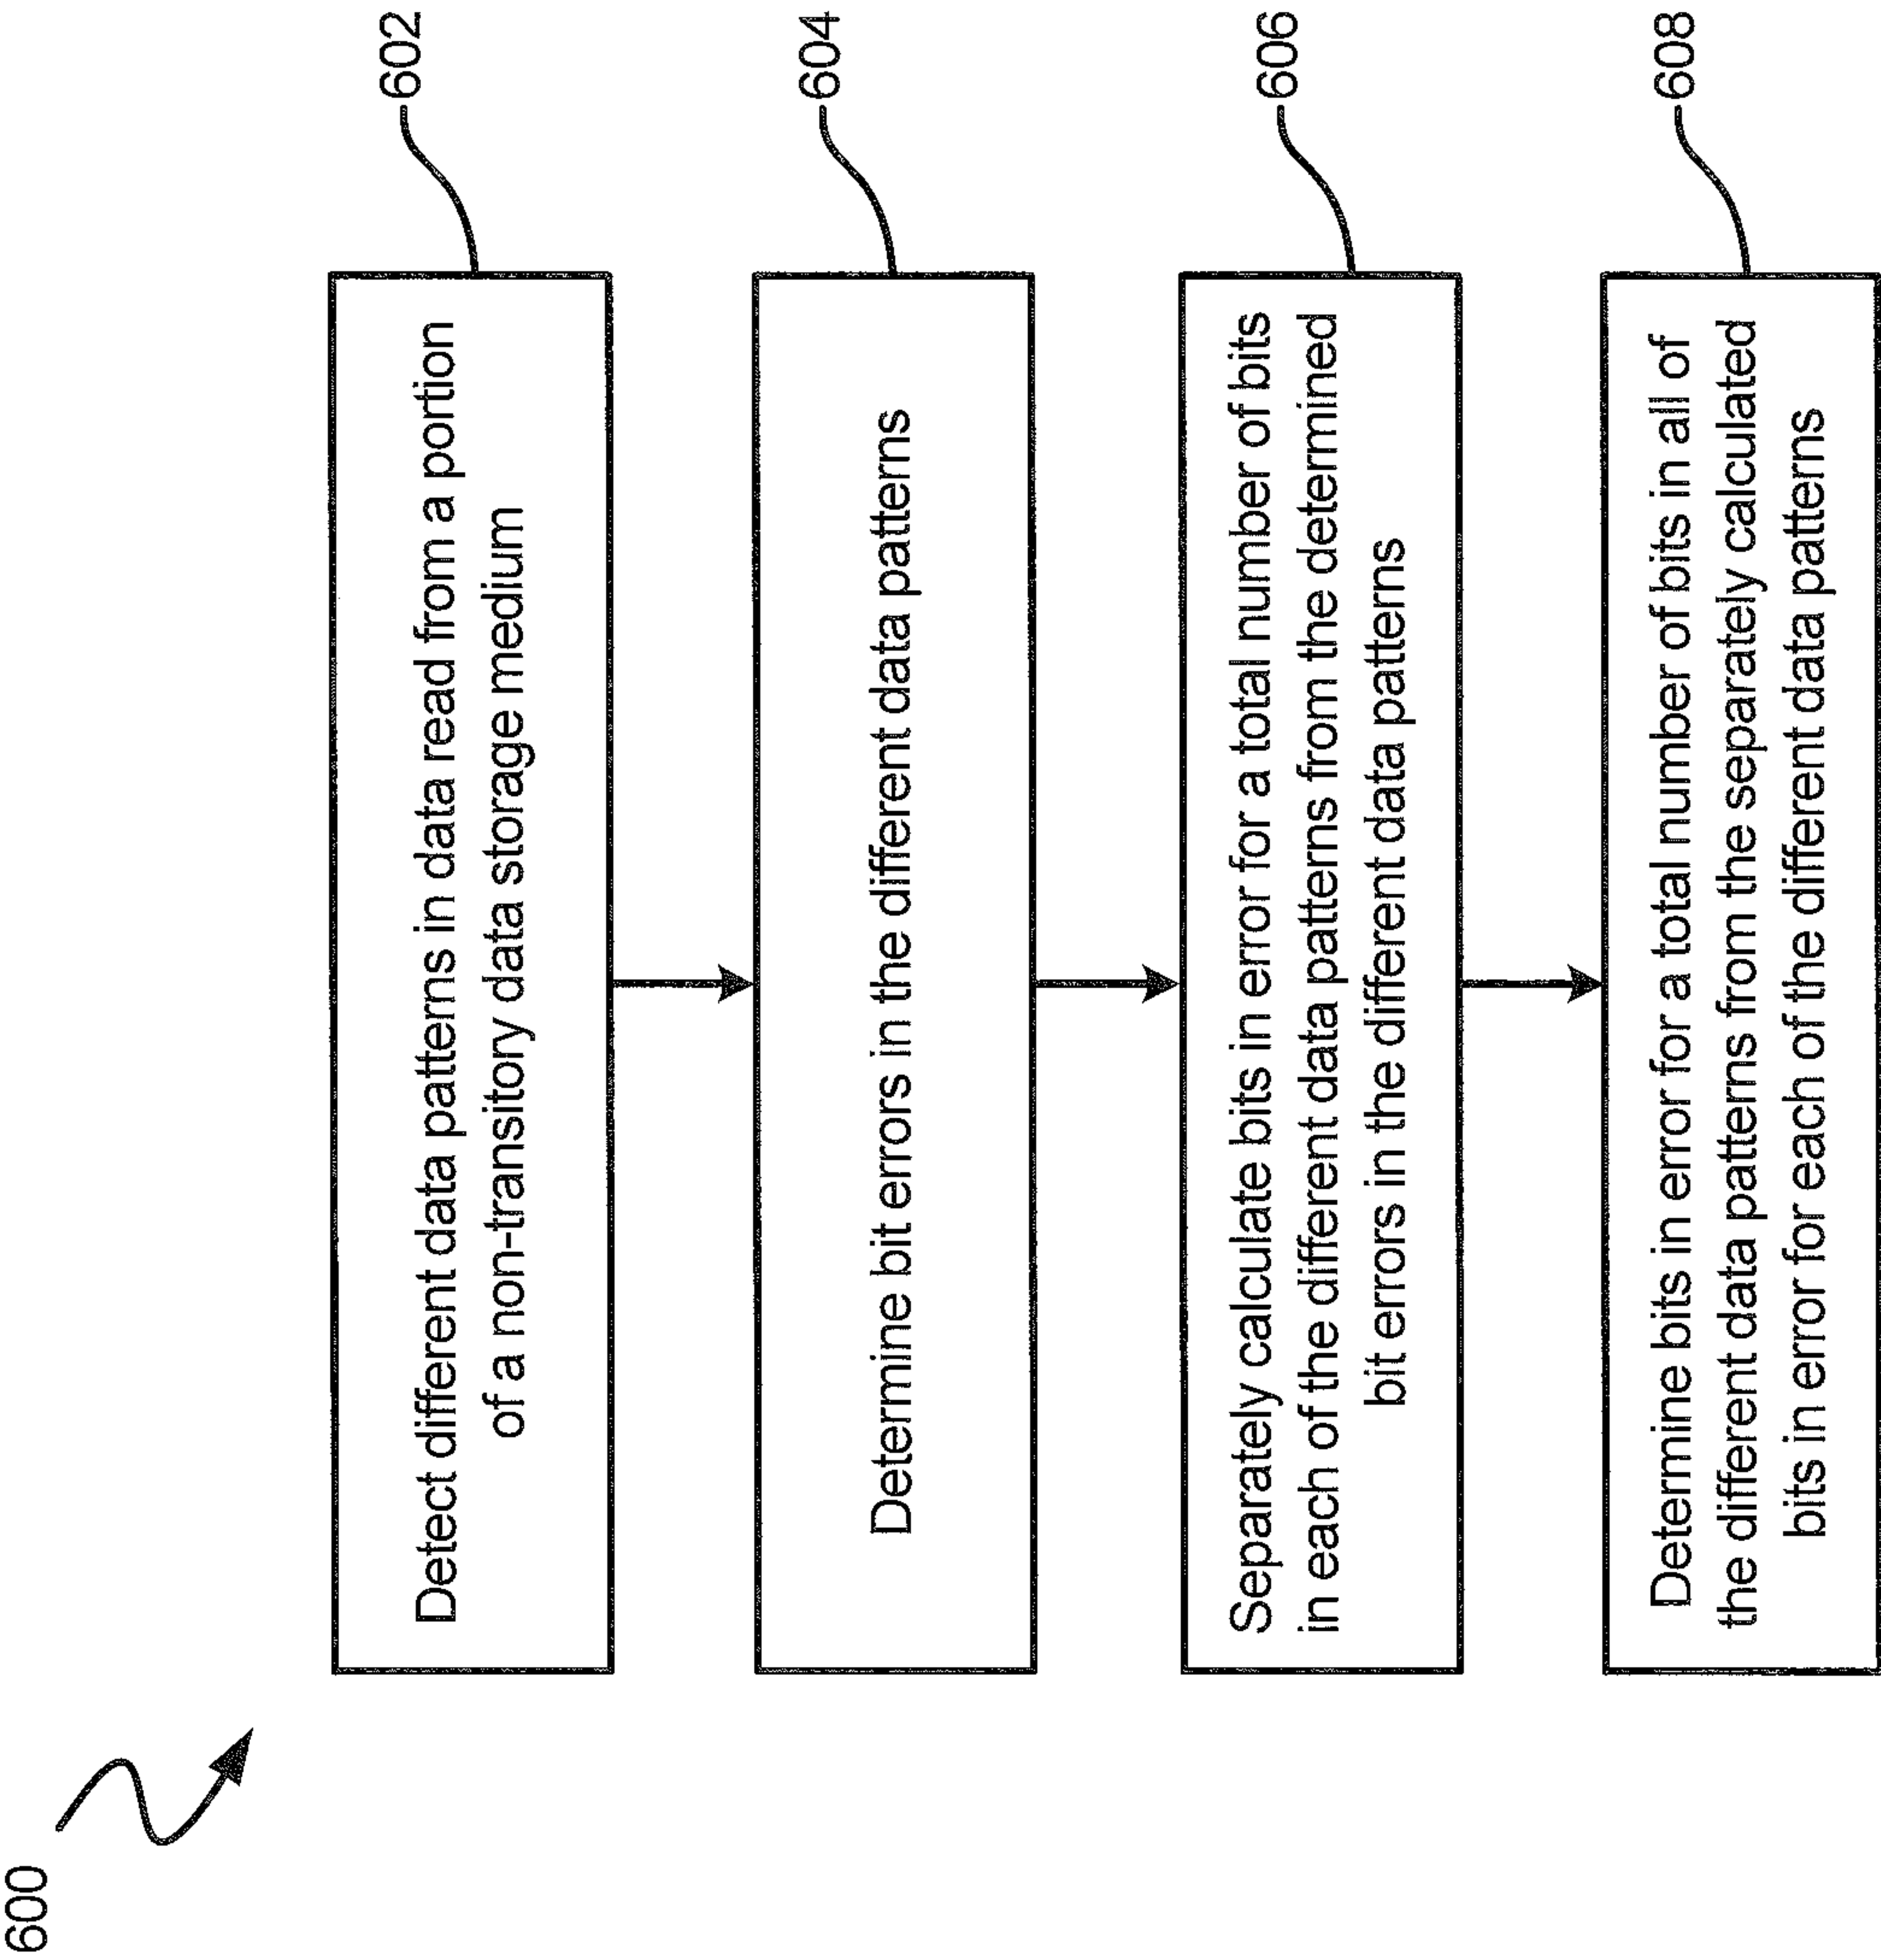 600
Detect different data patterns in data read from a portion
of a non-transitory data storage medium
602
Determine bit errors in the different data patterns
604
Separately calculate bits in error for a total number of bits
in each of the different data patterns from the determined
bit errors in the different data patterns
606
Determine bits in error for a total number of bits in all of
the different data patterns from the separately calculated
bits in error for each of the different data patterns
608